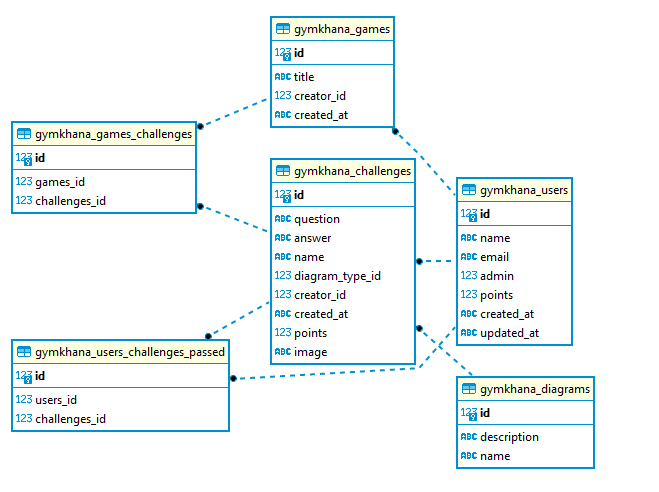 gymkhana_games
123 id
ABC title
123 creator_id
ABC created_at
gymkhana_games_challenges
123 id
123 games_id
123 challenges_id
gymkhana_challenges
123 id
ABC question
ABC answer
ABC name
123 diagram_type_id
123 creator_id
ABC created_at
123 points
ABC image
gymkhana_users
123 id
ABC name
ABC email
123 admin
123 points
ABC created_at
ABC updated_at
gymkhana_users_challenges_passed
123 id
123 users_id
123 challenges_id
gymkhana_diagrams
123 id
ABC description
ABC name